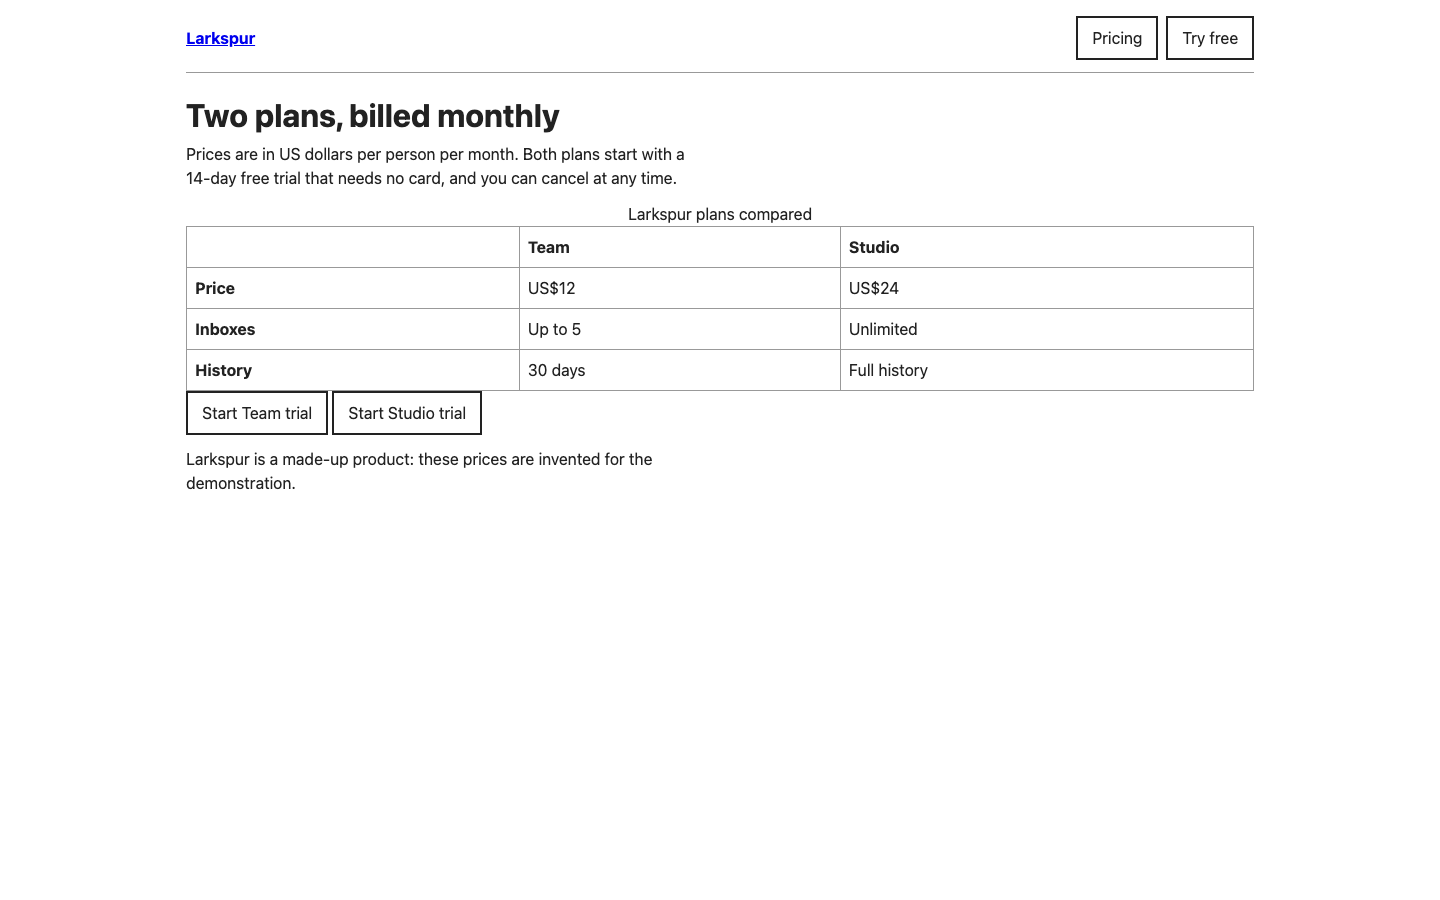 Larkspur
Pricing
Try free
Two plans, billed monthly
Prices are in US dollars per person per month. Both plans start with a
14-day free trial that needs no card, and you can cancel at any time.
Larkspur plans compared
Team Studio
Price US$12 US$24
Inboxes Up to 5 Unlimited
History 30 days Full history
Start Team trial
Start Studio trial
Larkspur is a made-up product: these prices are invented for the
demonstration.